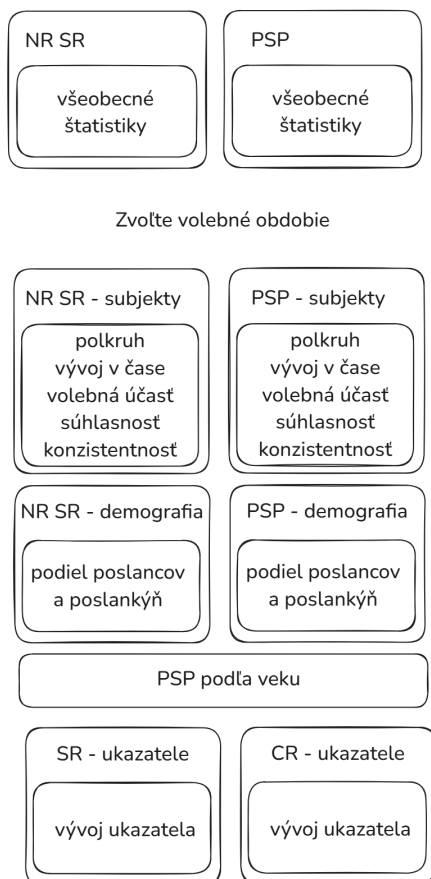 NR SR
všeobecné
štatistiky
PSP
všeobecné
štatistiky
Zvoľte volebné obdobie
NR SR - subjekty
polkruh
vývoj v čase
volebná účasť
súhlasnosť
konzistentnosť
PSP - subjekty
polkruh
vývoj v čase
volebná účasť
súhlasnosť
konzistentnosť
NR SR - demografia
podiel poslancov
a poslankýň
PSP - demografia
podiel poslancov
a poslankýň
PSP podľa veku
SR - ukazatele
vývoj ukazatela
CR - ukazatele
vývoj ukazatela